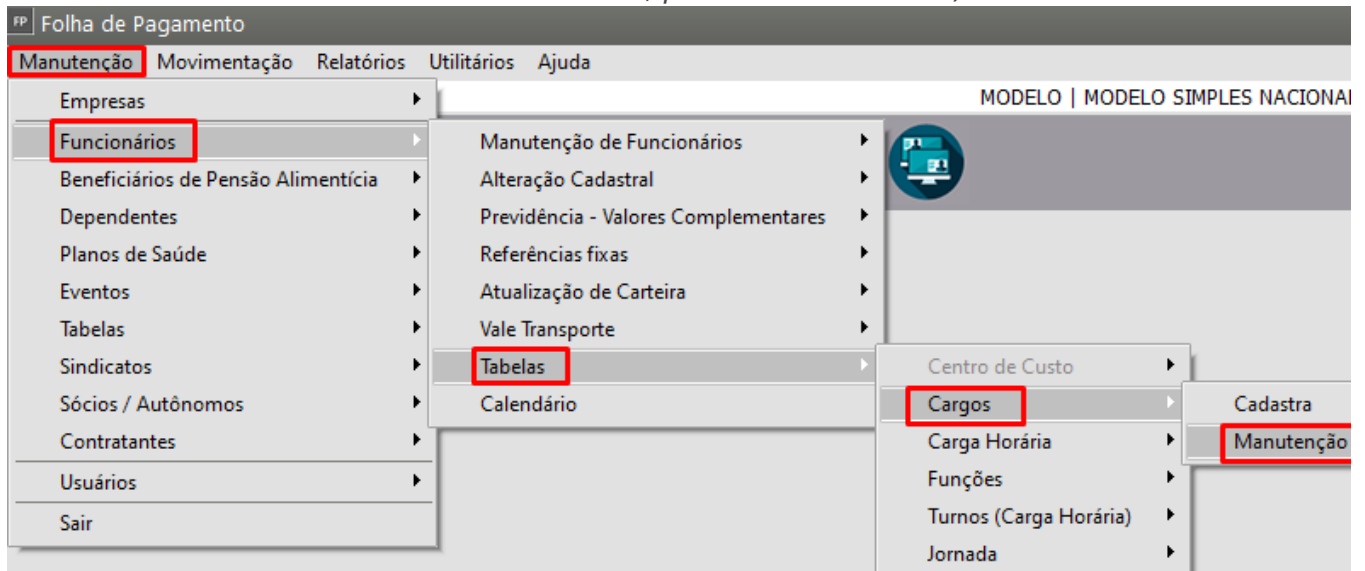 FP Folha de Pagamento
Manutenção Movimentação Relatórios Utilitários Ajuda
MODELO | MODELO SIMPLES NACIONAL
Empresas
Funcionários
Beneficiários de Pensão Alimentícia
Dependentes
Planos de Saúde
Eventos
Tabelas
Sindicatos
Sócios / Autônomos
Contratantes
Usuários
Sair
Manutenção de Funcionários
Alteração Cadastral
Previdência - Valores Complementares
Referências fixas
Atualização de Carteira
Vale Transporte
Tabelas
Calendário
Centro de Custo
Cargos
Carga Horária
Funções
Turnos (Carga Horária)
Jornada
Cadastra
Manutenção